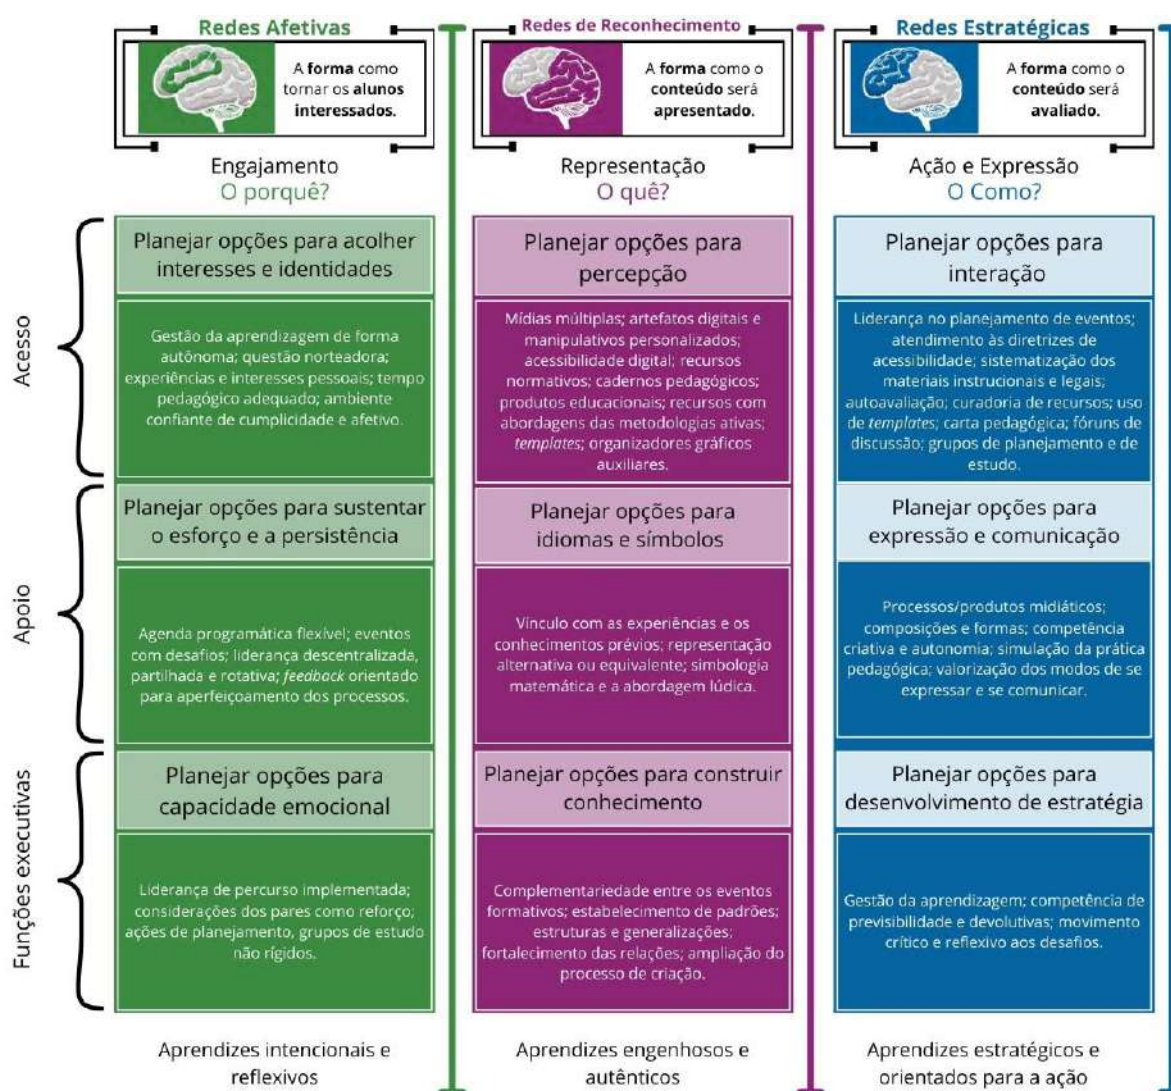 Redes Afetivas
A forma como
tornar os alunos
interessados.
Engajamento
O porquê?
Redes de Reconhecimento
A forma como o
conteúdo será
apresentado.
Representação
O quê?
Redes Estratégicas
A forma como o
conteúdo será
avaliado.
Ação e Expressão
O Como?
Acesso
Planejar opções para acolher
interesses e identidades
Gestão da aprendizagem de forma
autônoma; questão norteadora;
experiências e interesses pessoais; tempo
pedagógico adequado; ambiente
confiante de cumplicidade e afetivo.
Planejar opções para
percepção
Mídias múltiplas; artefatos digitais e
manipulativos personalizados;
acessibilidade digital; recursos
normativos; cadernos pedagógicos;
produtos educacionais; recursos com
abordagens das metodologias ativas;
templates; organizadores gráficos
auxiliares.
Planejar opções para
interação
Liderança no planejamento de eventos;
atendimento às diretrizes de
acessibilidade; sistematização dos
materiais instrucionais e legais;
autoavaliação; curadoria de recursos; uso
de templates; carta pedagógica; fóruns de
discussão; grupos de planejamento e de
estudo.
Apoio
Planejar opções para sustentar
o esforço e a persistência
Agenda programática flexível; eventos
com desafios; liderança descentralizada,
partilhada e rotativa; feedback orientado
para aperfeiçoamento dos processos.
Planejar opções para
idiomas e símbolos
Vínculo com as experiências e os
conhecimentos prévios; representação
alternativa ou equivalente; simbologia
matemática e a abordagem lúdica.
Planejar opções para
expressão e comunicação
Processos/produtos midiáticos;
composições e formas; competência
criativa e autonomia; simulação da prática
pedagógica; valorização dos modos de se
expressar e se comunicar.
Funções executivas
Planejar opções para
capacidade emocional
Liderança de percurso implementada;
considerações dos pares como reforço;
ações de planejamento, grupos de estudo
não rígidos.
Planejar opções para construir
conhecimento
Complementariedade entre os eventos
formativos; estabelecimento de padrões;
estruturas e generalizações;
fortalecimento das relações; ampliação do
processo de criação.
Planejar opções para
desenvolvimento de estratégia
Gestão da aprendizagem; competência de
previsibilidade e devolutivas; movimento
crítico e reflexivo aos desafios.
Aprendizes intencionais e
reflexivos
Aprendizes engenhosos e
autênticos
Aprendizes estratégicos e
orientados para a ação